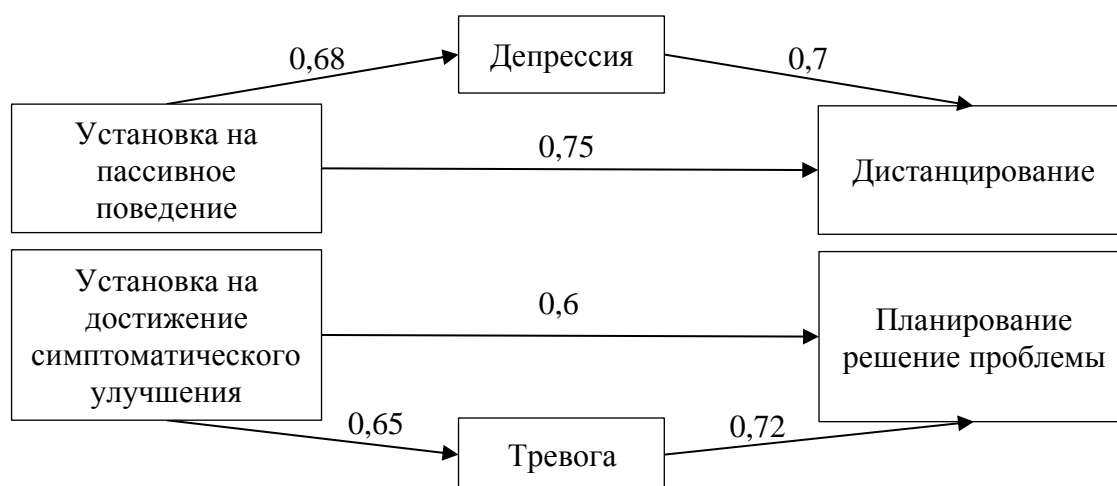 0,68
Депрессия
0,7
Установка на
пассивное
поведение
0,75
Дистанцирование
Установка на
достижение
симптоматического
улучшения
0,6
Планирование
решение проблемы
0,65
Тревога
0,72